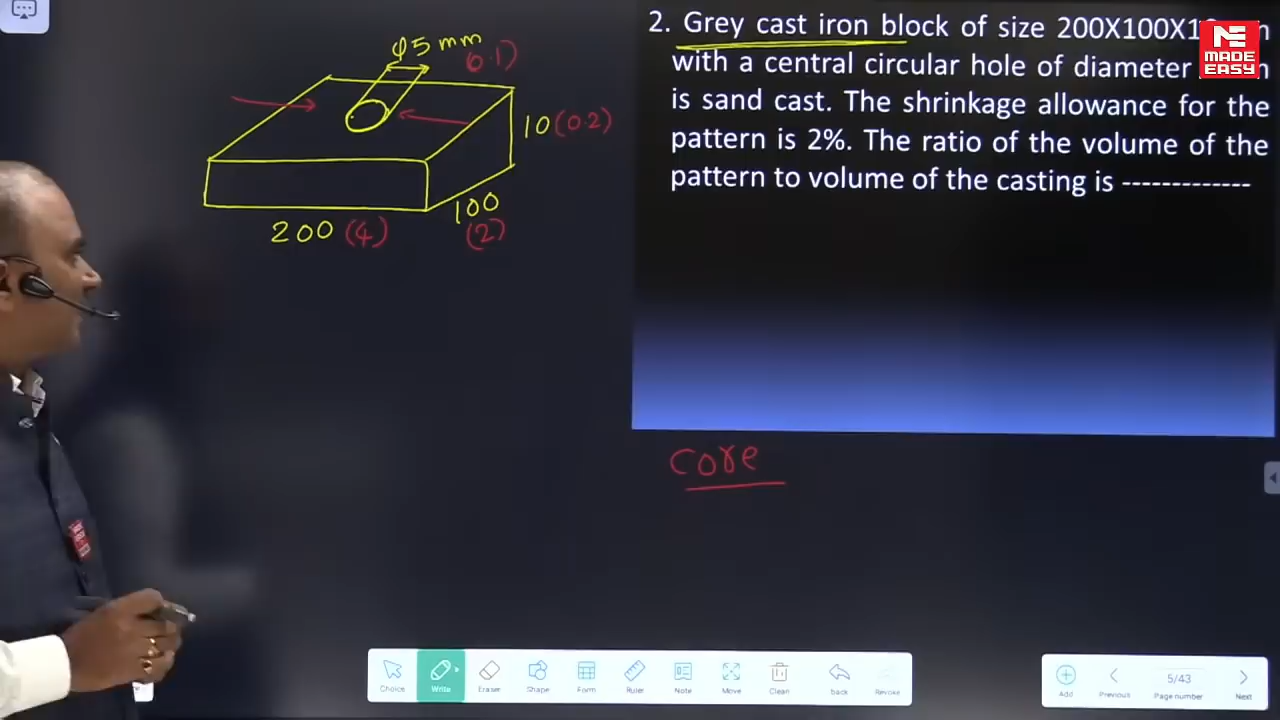 φ5 mm
(0.1)
10 (0.2)
100
(2)
200 (4)
2. Grey cast iron block of size 200X100X10
with a central circular hole of diameter
is sand cast. The shrinkage allowance for the
pattern is 2%. The ratio of the volume of the
pattern to volume of the casting is -------------
MADE
EASY
core
Choice
Write
Eraser
Shape
Form
Ruler
Note
Move
Clean
back
Revoke
Add
Previous
5/43
Page number
Next